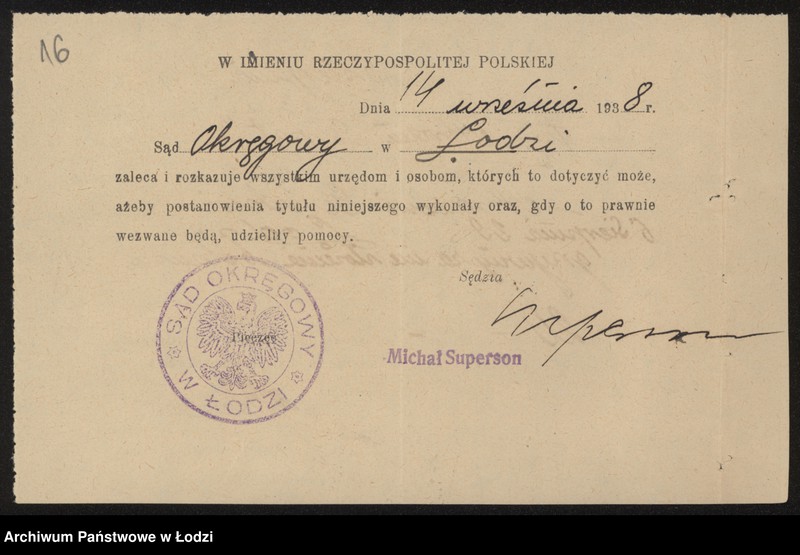 16
W IMIENIU RZECZYPOSPOLITEJ POLSKIEJ
Dnia 14 września 1938 r.
Sąd Okręgowy w Łodzi
zaleca i rozkazuje wszystkim urzędom i osobom, których to dotyczyć może,
ażeby postanowienia tytułu niniejszego wykonały oraz, gdy o to prawnie
wezwane będą, udzieliły pomocy.
Sędzia
SĄD OKRĘGOWY
W ŁODZI
Pieczęć
Superson
Michał Superson
Archiwum Państwowe w Łodzi